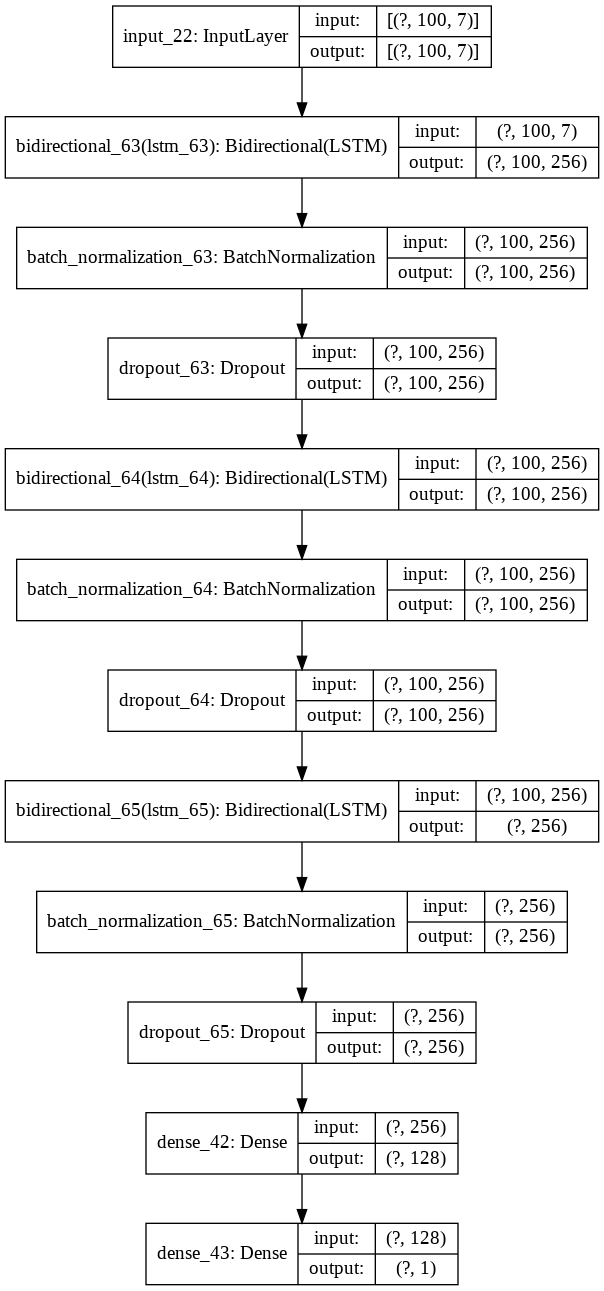 input_22: InputLayer
input: [(?, 100, 7)]
output: [(?, 100, 7)]
bidirectional_63(lstm_63): Bidirectional(LSTM)
input: (?, 100, 7)
output: (?, 100, 256)
batch_normalization_63: BatchNormalization
input: (?, 100, 256)
output: (?, 100, 256)
dropout_63: Dropout
input: (?, 100, 256)
output: (?, 100, 256)
bidirectional_64(lstm_64): Bidirectional(LSTM)
input: (?, 100, 256)
output: (?, 100, 256)
batch_normalization_64: BatchNormalization
input: (?, 100, 256)
output: (?, 100, 256)
dropout_64: Dropout
input: (?, 100, 256)
output: (?, 100, 256)
bidirectional_65(lstm_65): Bidirectional(LSTM)
input: (?, 100, 256)
output: (?, 256)
batch_normalization_65: BatchNormalization
input: (?, 256)
output: (?, 256)
dropout_65: Dropout
input: (?, 256)
output: (?, 256)
dense_42: Dense
input: (?, 256)
output: (?, 128)
dense_43: Dense
input: (?, 128)
output: (?, 1)